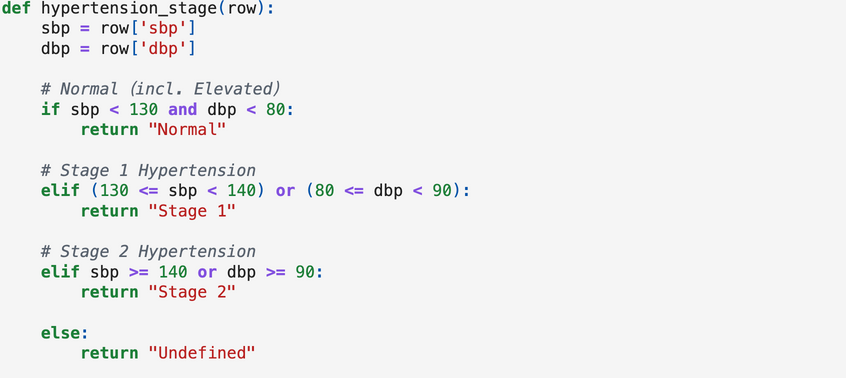 def hypertension_stage(row):
    sbp = row['sbp']
    dbp = row['dbp']

    # Normal (incl. Elevated)
    if sbp < 130 and dbp < 80:
        return "Normal"

    # Stage 1 Hypertension
    elif (130 <= sbp < 140) or (80 <= dbp < 90):
        return "Stage 1"

    # Stage 2 Hypertension
    elif sbp >= 140 or dbp >= 90:
        return "Stage 2"

    else:
        return "Undefined"